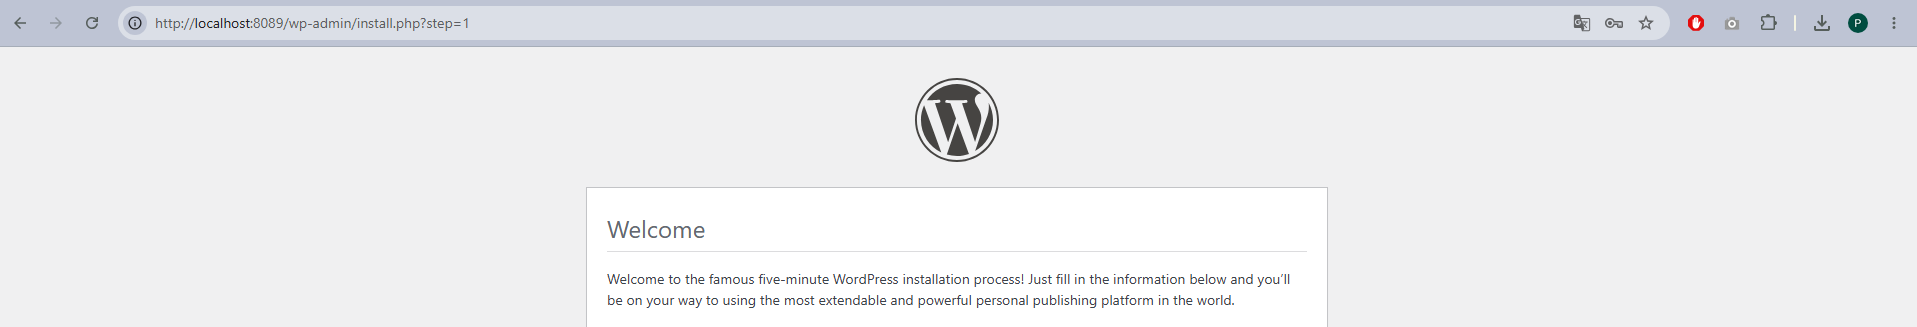 http://localhost:8089/wp-admin/install.php?step=1
P
W
Welcome
Welcome to the famous five-minute WordPress installation process! Just fill in the information below and you’ll
be on your way to using the most extendable and powerful personal publishing platform in the world.